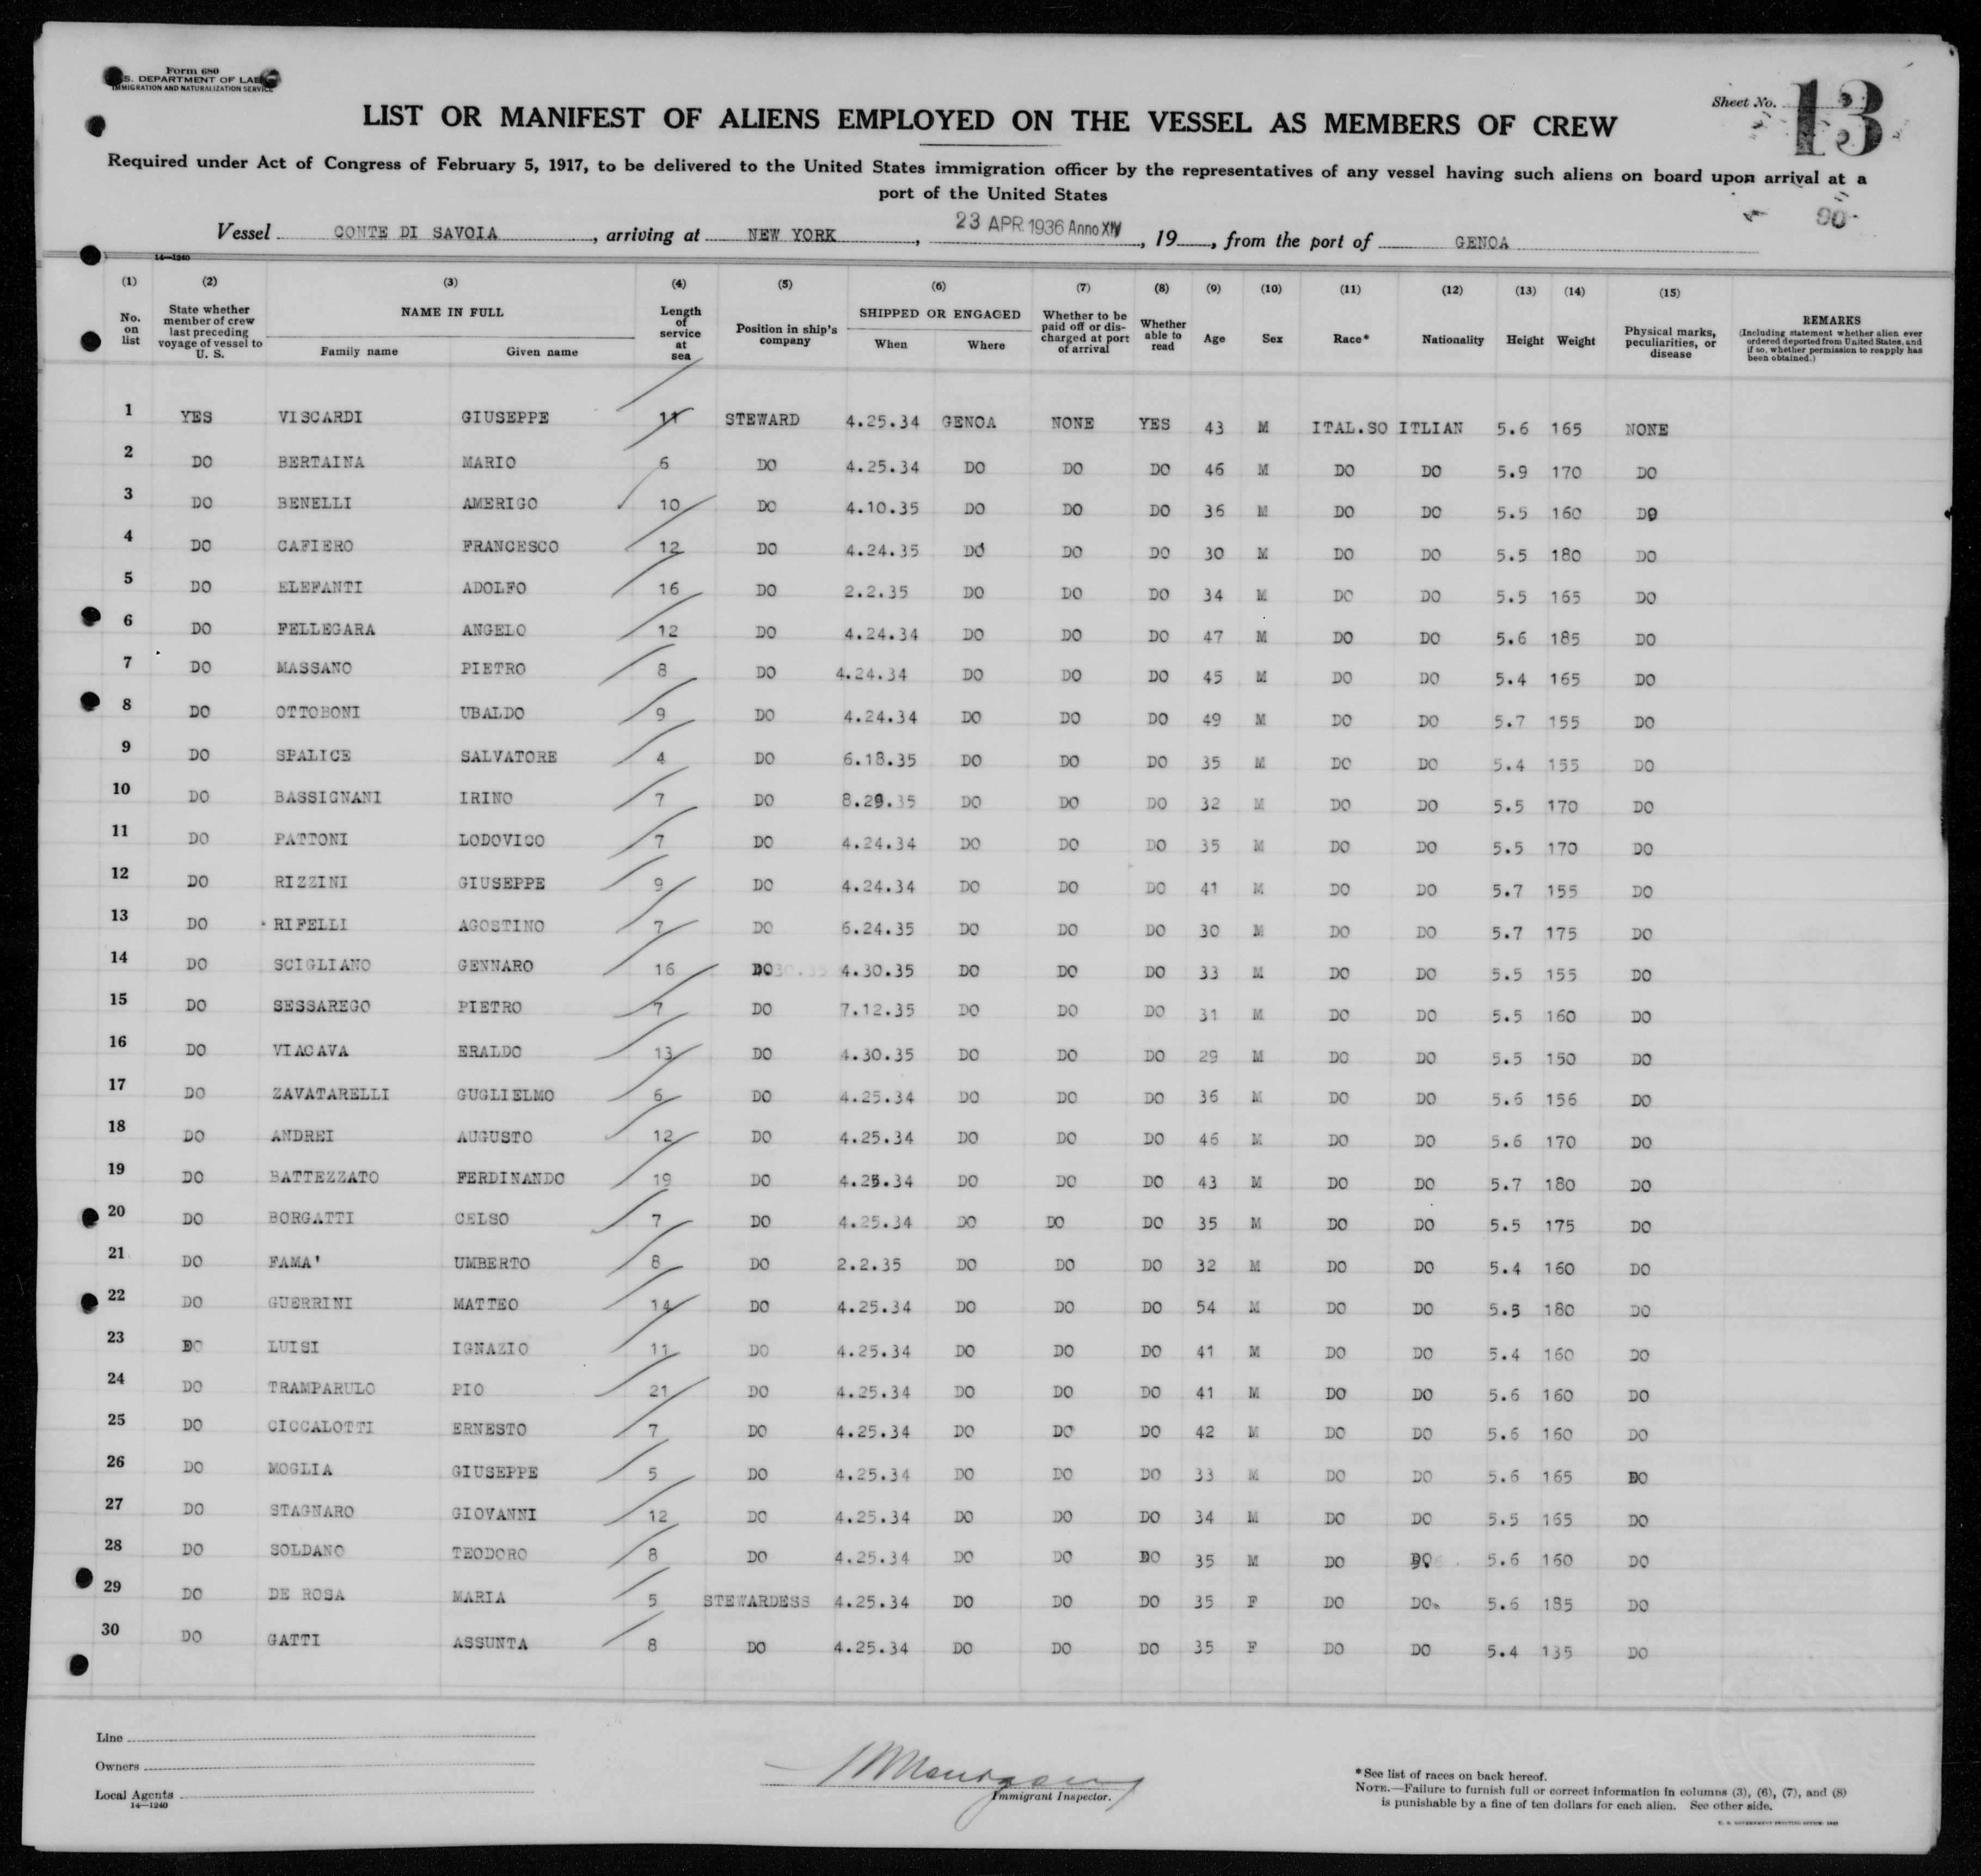 Form 680
U.S. DEPARTMENT OF LABOR
IMMIGRATION AND NATURALIZATION SERVICE
Sheet No. 13
LIST OR MANIFEST OF ALIENS EMPLOYED ON THE VESSEL AS MEMBERS OF CREW
Required under Act of Congress of February 5, 1917, to be delivered to the United States immigration officer by the representatives of any vessel having such aliens on board upon arrival at a
port of the United States
90
Vessel CONTE DI SAVOIA, arriving at NEW YORK, 23 APR. 1936 Anno XIV, 19 , from the port of GENOA
14—1240
(1) (2) (3) (4) (5) (6) (7) (8) (9) (10) (11) (12) (13) (14) (15)
No. on list | State whether member of crew last preceding voyage of vessel to U. S. | NAME IN FULL Family name Given name | Length of service at sea | Position in ship's company | SHIPPED OR ENGAGED When Where | Whether to be paid off or discharged at port of arrival | Whether able to read | Age | Sex | Race* | Nationality | Height | Weight | Physical marks, peculiarities, or disease | REMARKS (Including statement whether alien ever ordered deported from United States, and if so, whether permission to reapply has been obtained.)
1 YES VISCARDI GIUSEPPE 11 STEWARD 4.25.34 GENOA NONE YES 43 M ITAL.SO ITLIAN 5.6 165 NONE
2 DO BERTAINA MARIO 6 DO 4.25.34 DO DO DO 46 M DO DO 5.9 170 DO
3 DO BENELLI AMERIGO 10 DO 4.10.35 DO DO DO 36 M DO DO 5.5 160 DO
4 DO CAFIERO FRANCESCO 12 DO 4.24.35 DO DO DO 30 M DO DO 5.5 180 DO
5 DO ELEFANTI ADOLFO 16 DO 2.2.35 DO DO DO 34 M DO DO 5.5 165 DO
6 DO FELLEGARA ANGELO 12 DO 4.24.34 DO DO DO 47 M DO DO 5.6 185 DO
7 DO MASSANO PIETRO 8 DO 4.24.34 DO DO DO 45 M DO DO 5.4 165 DO
8 DO OTTOBONI UBALDO 9 DO 4.24.34 DO DO DO 49 M DO DO 5.7 155 DO
9 DO SPALICE SALVATORE 4 DO 6.18.35 DO DO DO 35 M DO DO 5.4 155 DO
10 DO BASSIGNANI IRINO 7 DO 8.29.35 DO DO DO 32 M DO DO 5.5 170 DO
11 DO PATTONI LODOVICO 7 DO 4.24.34 DO DO DO 35 M DO DO 5.5 170 DO
12 DO RIZZINI GIUSEPPE 9 DO 4.24.34 DO DO DO 41 M DO DO 5.7 155 DO
13 DO RIFELLI AGOSTINO 7 DO 6.24.35 DO DO DO 30 M DO DO 5.7 175 DO
14 DO SCIGLIANO GENNARO 16 DO 4.30.35 DO DO DO 33 M DO DO 5.5 155 DO
15 DO SESSAREGO PIETRO 7 DO 7.12.35 DO DO DO 31 M DO DO 5.5 160 DO
16 DO VIACAVA ERALDO 13 DO 4.30.35 DO DO DO 29 M DO DO 5.5 150 DO
17 DO ZAVATARELLI GUGLIELMO 6 DO 4.25.34 DO DO DO 36 M DO DO 5.6 156 DO
18 DO ANDREI AUGUSTO 12 DO 4.25.34 DO DO DO 46 M DO DO 5.6 170 DO
19 DO BATTEZZATO FERDINANDO 19 DO 4.25.34 DO DO DO 43 M DO DO 5.7 180 DO
20 DO BORGATTI CELSO 7 DO 4.25.34 DO DO DO 35 M DO DO 5.5 175 DO
21 DO FAMA' UMBERTO 8 DO 2.2.35 DO DO DO 32 M DO DO 5.4 160 DO
22 DO GUERRINI MATTEO 14 DO 4.25.34 DO DO DO 54 M DO DO 5.5 180 DO
23 DO LUISI IGNAZIO 11 DO 4.25.34 DO DO DO 41 M DO DO 5.4 160 DO
24 DO TRAMPARULO PIO 21 DO 4.25.34 DO DO DO 41 M DO DO 5.6 160 DO
25 DO CICCALOTTI ERNESTO 7 DO 4.25.34 DO DO DO 42 M DO DO 5.6 160 DO
26 DO MOGLIA GIUSEPPE 5 DO 4.25.34 DO DO DO 33 M DO DO 5.6 165 DO
27 DO STAGNARO GIOVANNI 12 DO 4.25.34 DO DO DO 34 M DO DO 5.5 165 DO
28 DO SOLDANO TEODORO 8 DO 4.25.34 DO DO DO 35 M DO DO 5.6 160 DO
29 DO DE ROSA MARIA 5 STEWARDESS 4.25.34 DO DO DO 35 F DO DO. 5.6 185 DO
30 DO GATTI ASSUNTA 8 DO 4.25.34 DO DO DO 35 F DO DO 5.4 135 DO
Line
Owners
Local Agents
14—1240
Immigrant Inspector.
*See list of races on back hereof.
NOTE.—Failure to furnish full or correct information in columns (3), (6), (7), and (8)
is punishable by a fine of ten dollars for each alien. See other side.